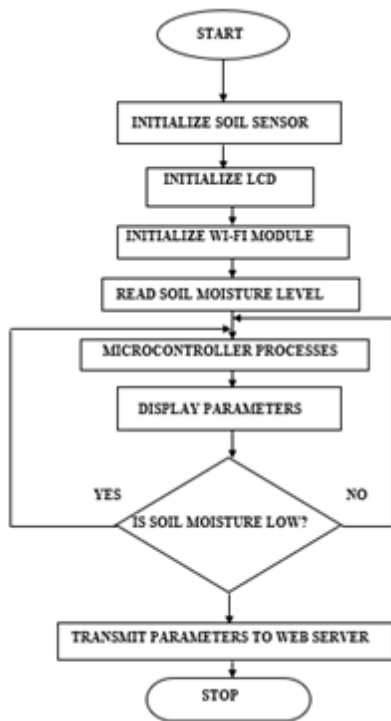 START
INITIALIZE SOIL SENSOR
INITIALIZE LCD
INITIALIZE WI-FI MODULE
READ SOIL MOISTURE LEVEL
MICROCONTROLLER PROCESSES
DISPLAY PARAMETERS
YES
NO
IS SOIL MOISTURE LOW?
TRANSMIT PARAMETERS TO WEB SERVER
STOP